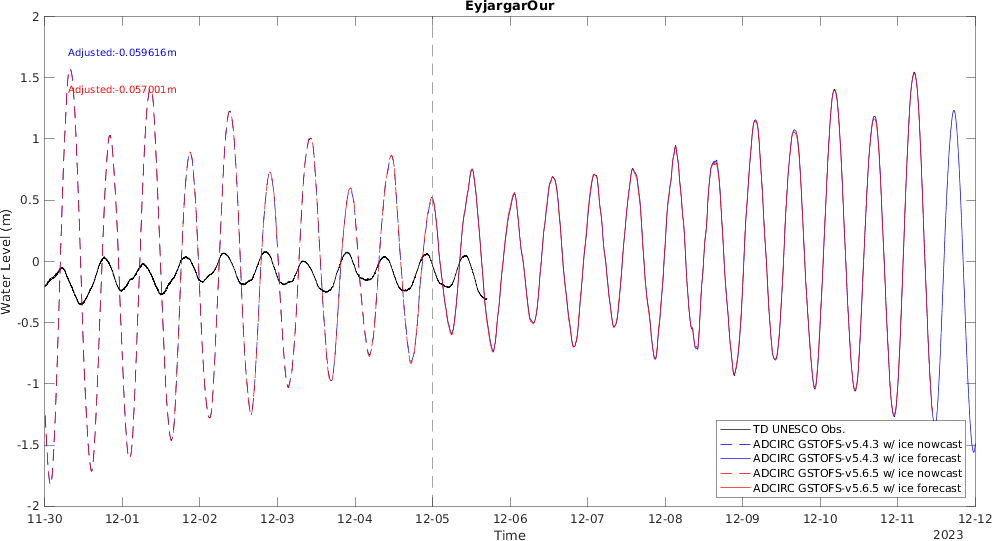 EyjargarOur
Adjusted:-0.059616m
Adjusted:-0.057001m
Water Level (m)
2
1.5
1
0.5
0
-0.5
-1
-1.5
-2
TD UNESCO Obs.
ADCIRC GSTOFS-v5.4.3 w/ ice nowcast
ADCIRC GSTOFS-v5.4.3 w/ ice forecast
ADCIRC GSTOFS-v5.6.5 w/ ice nowcast
ADCIRC GSTOFS-v5.6.5 w/ ice forecast
11-30 12-01 12-02 12-03 12-04 12-05 12-06 12-07 12-08 12-09 12-10 12-11 12-12
Time
2023